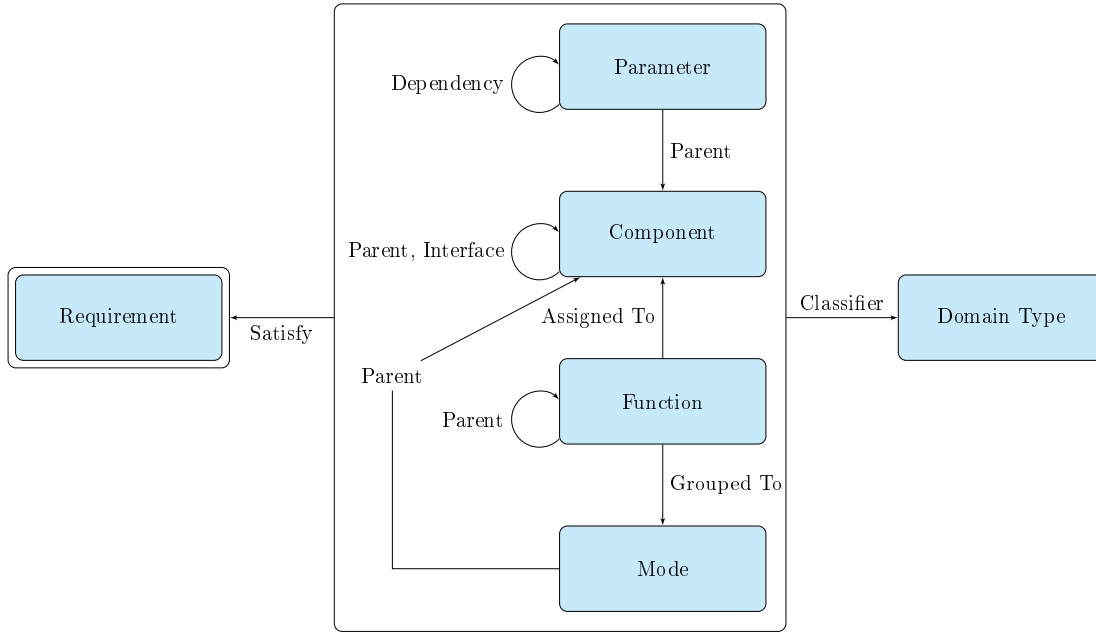 Parameter
Dependency
Parent
Component
Parent, Interface
Requirement
Satisfy
Assigned To
Classifier
Domain Type
Parent
Function
Parent
Grouped To
Mode